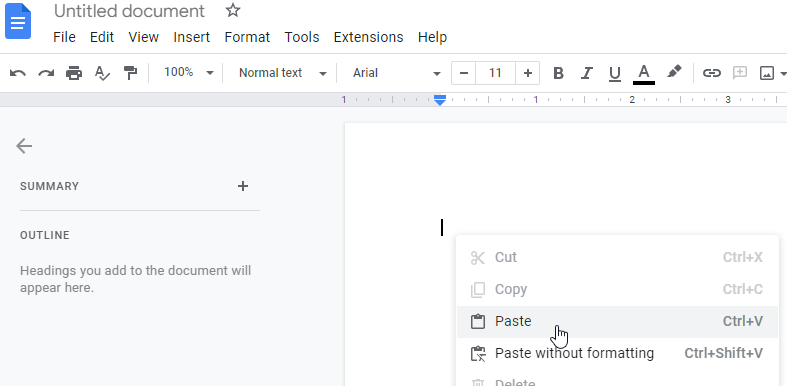 Untitled document
File Edit View Insert Format Tools Extensions Help
100% Normal text Arial 11 B I U A
1 1 2 3
SUMMARY
OUTLINE
Headings you add to the document will
appear here.
Cut Ctrl+X
Copy Ctrl+C
Paste Ctrl+V
Paste without formatting Ctrl+Shift+V
Delete